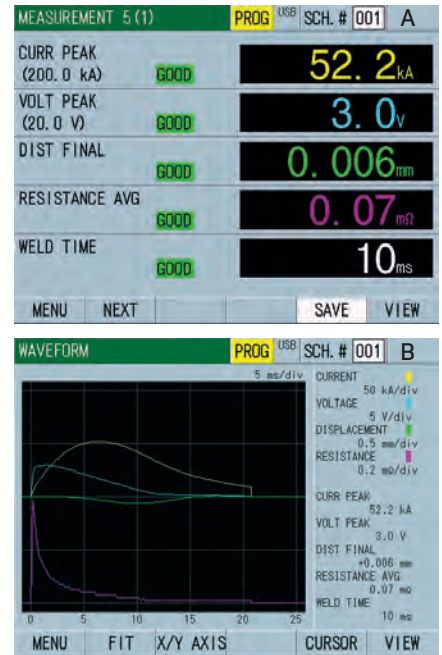 MEASUREMENT 5(1) PROG USB SCH. # 001 A
CURR PEAK
(200.0 kA) GOOD 52.2kA
VOLT PEAK
(20.0 V) GOOD 3.0V
DIST FINAL
GOOD 0.006mm
RESISTANCE AVG
GOOD 0.07mΩ
WELD TIME
GOOD 10ms
MENU NEXT SAVE VIEW
WAVEFORM PROG USB SCH. # 001 B
5 ms/div
CURRENT
50 kA/div
VOLTAGE
5 V/div
DISPLACEMENT
0.5 mm/div
RESISTANCE
0.2 mΩ/div
CURR PEAK
52.2 kA
VOLT PEAK
3.0 V
DIST FINAL
+0.006 mm
RESISTANCE AVG
0.07 mΩ
WELD TIME
10 ms
0 5 10 15 20 25
MENU FIT X/Y AXIS CURSOR VIEW